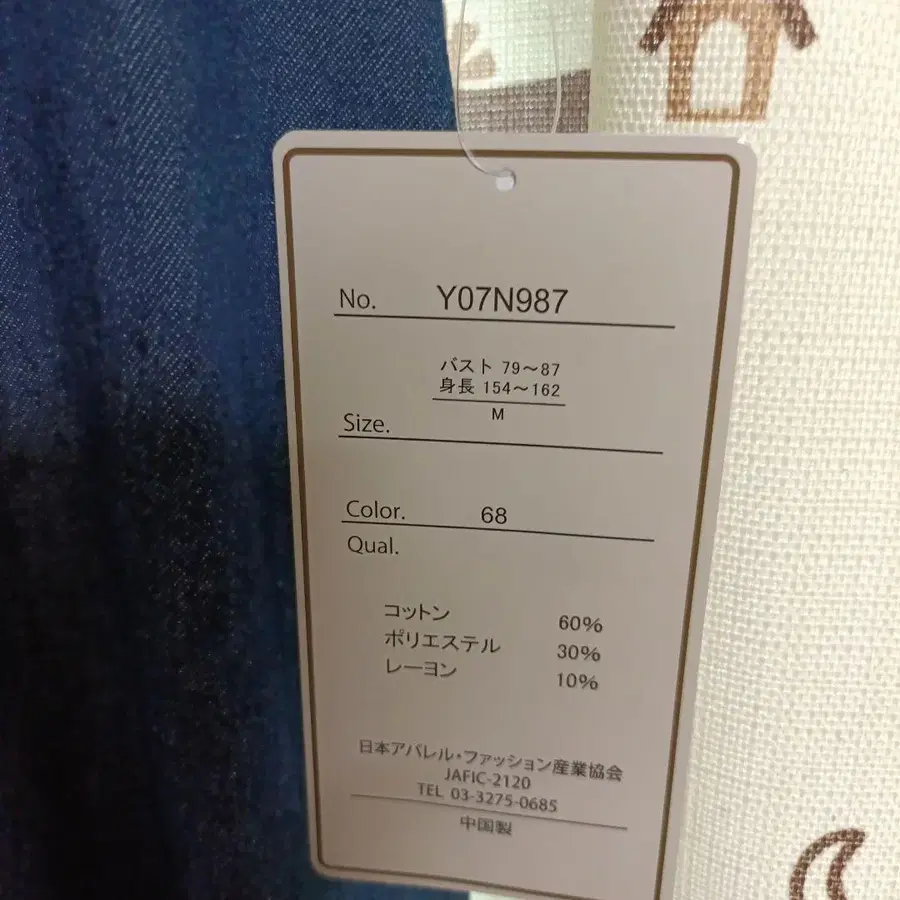 No. Y07N987
バスト 79～87
身長 154～162
M
Size.
Color. 68
Qual.
コットン 60%
ポリエステル 30%
レーヨン 10%
日本アパレル・ファッション産業協会
JAFIC-2120
TEL 03-3275-0685
中国製